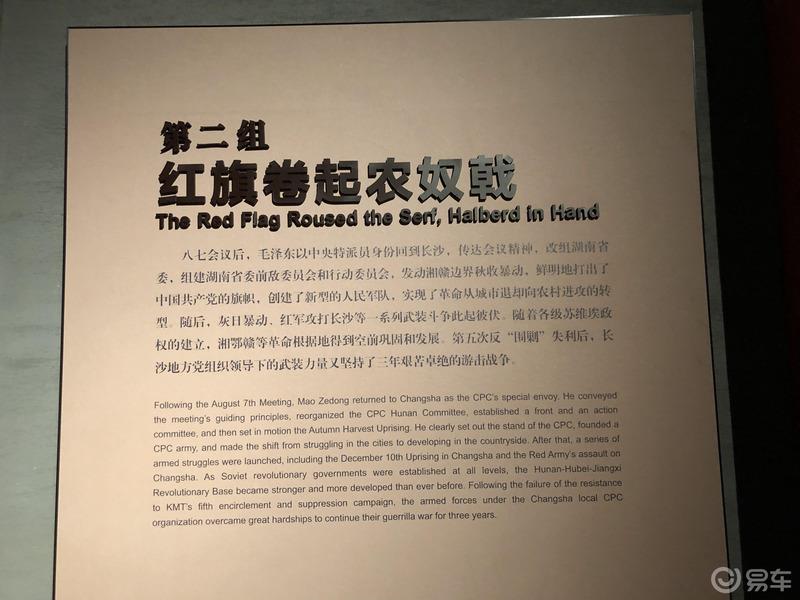 第二组
红旗卷起农奴戟
The Red Flag Roused the Serf, Halberd in Hand
八七会议后，毛泽东以中央特派员身份回到长沙，传达会议精神，改组湖南省
委，组建湖南省委前敌委员会和行动委员会，发动湘赣边界秋收暴动，鲜明地打出了
中国共产党的旗帜，创建了新型的人民军队，实现了革命从城市退却向农村进攻的转
型。随后，灰日暴动、红军攻打长沙等一系列武装斗争此起彼伏。随着各级苏维埃政
权的建立，湘鄂赣等革命根据地得到空前巩固和发展。第五次反“围剿”失利后，长
沙地方党组织领导下的武装力量又坚持了三年艰苦卓绝的游击战争。
Following the August 7th Meeting, Mao Zedong returned to Changsha as the CPC's special envoy. He conveyed
the meeting's guiding principles, reorganized the CPC Hunan Committee, established a front and an action
committee, and then set in motion the Autumn Harvest Uprising. He clearly set out the stand of the CPC, founded a
CPC army, and made the shift from struggling in the cities to developing in the countryside. After that, a series of
armed struggles were launched, including the December 10th Uprising in Changsha and the Red Army's assault on
Changsha. As Soviet revolutionary governments were established at all levels, the Hunan-Hubei-Jiangxi
Revolutionary Base became stronger and more developed than ever before. Following the failure of the resistance
to KMT's fifth encirclement and suppression campaign, the armed forces under the Changsha local CPC
organization overcame great hardships to continue their guerrilla war for three years.
易车